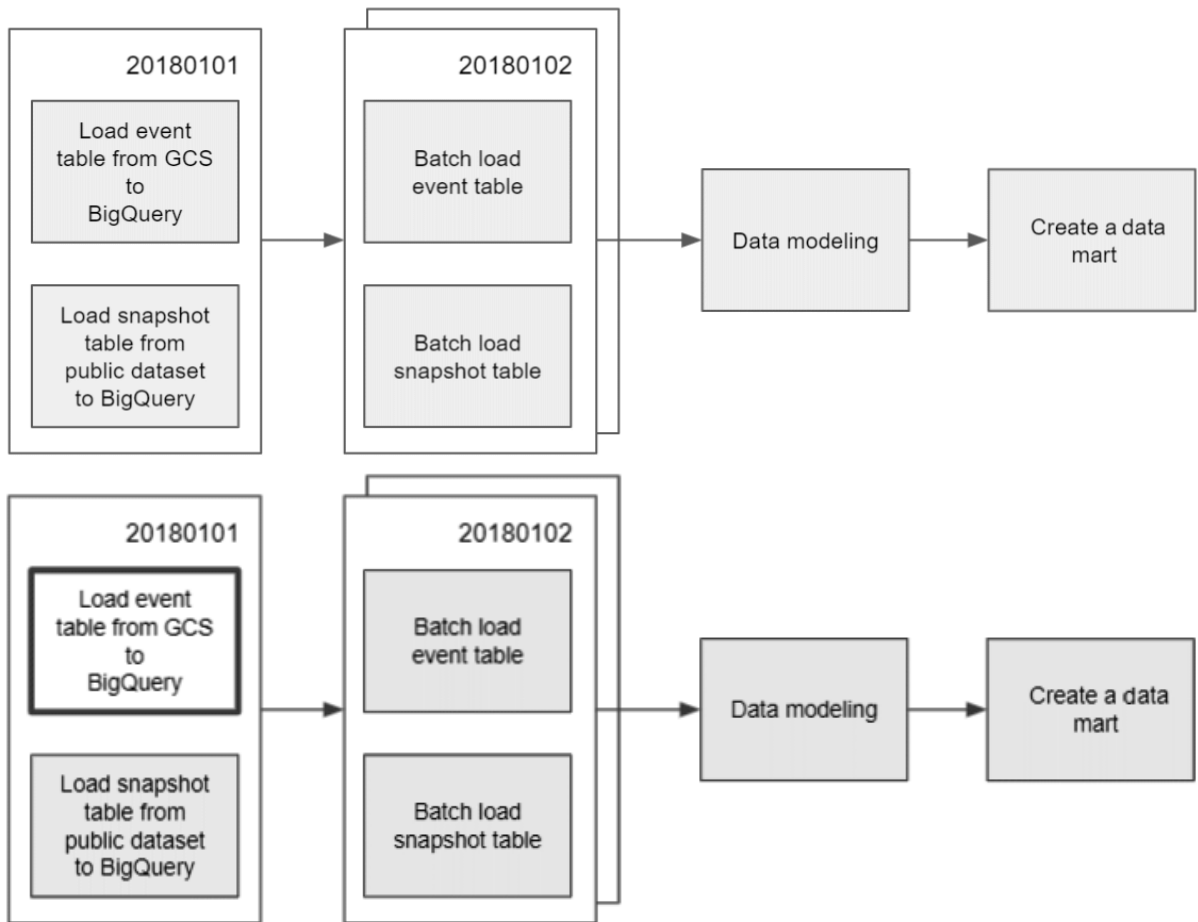 20180101
Load event
table from GCS
to
BigQuery
Load snapshot
table from
public dataset
to BigQuery
20180102
Batch load
event table
Batch load
snapshot table
Data modeling
Create a data
mart
20180101
Load event
table from GCS
to
BigQuery
Load snapshot
table from
public dataset
to BigQuery
20180102
Batch load
event table
Batch load
snapshot table
Data modeling
Create a data
mart